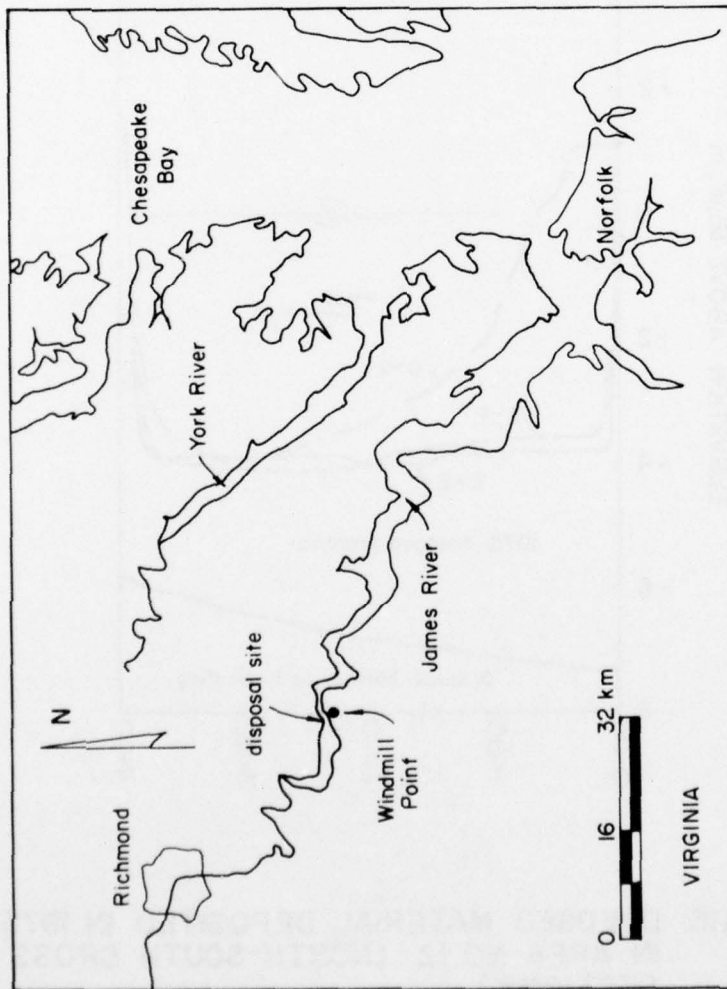 Chesapeake
Bay
York River
N
Richmond
disposal site
Norfolk
James River
Windmill
Point
0 16 32 km
VIRGINIA